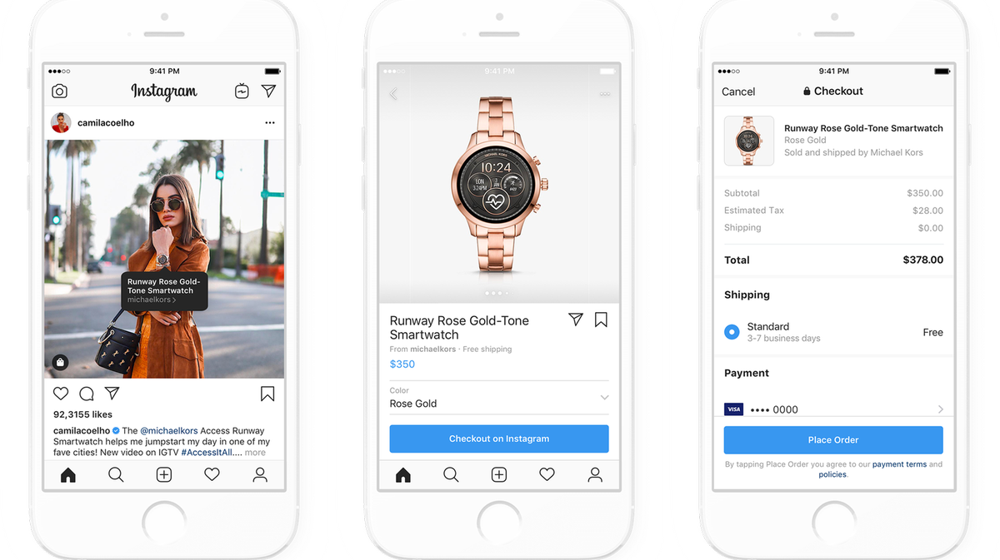 9:41 PM
Instagram
camilacoelho
Runway Rose Gold-
Tone Smartwatch
michaelkors
92,3155 likes
camilacoelho The @michaelkors Access Runway
Smartwatch helps me jumpstart my day in one of my
fave cities! New video on IGTV #AccessItAll.... more
9:41 PM
MICHAEL KORS
10:24
LON
3:24PM
Runway Rose Gold-Tone
Smartwatch
From michaelkors · Free shipping
$350
Color
Rose Gold
Checkout on Instagram
9:41 PM
Cancel
Checkout
Runway Rose Gold-Tone Smartwatch
Rose Gold
Sold and shipped by Michael Kors
Subtotal $350.00
Estimated Tax $28.00
Shipping $0.00
Total $378.00
Shipping
Standard
3-7 business days
Free
Payment
VISA •••• 0000
Place Order
By tapping Place Order you agree to our payment terms and
policies.